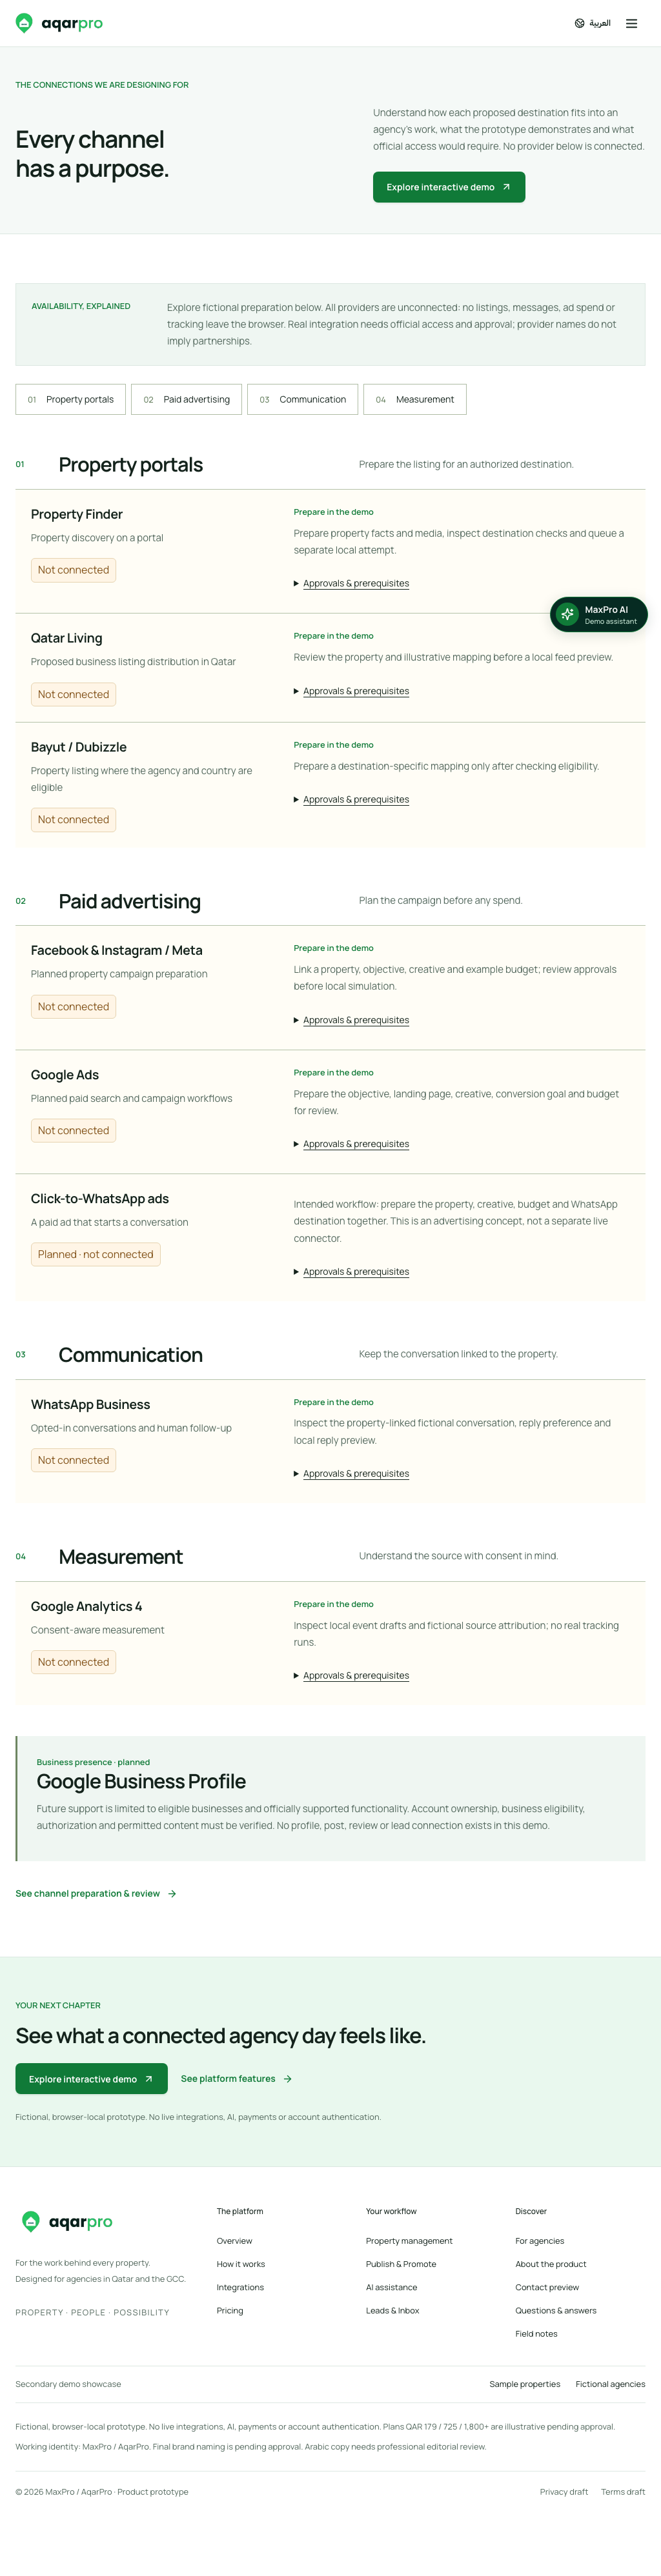 aqarpro
العربية
THE CONNECTIONS WE ARE DESIGNING FOR
Every channel
has a purpose.
Understand how each proposed destination fits into an
agency's work, what the prototype demonstrates and what
official access would require. No provider below is connected.
Explore interactive demo
AVAILABILITY, EXPLAINED
Explore fictional preparation below. All providers are unconnected: no listings, messages, ad spend or
tracking leave the browser. Real integration needs official access and approval; provider names do not
imply partnerships.
01 Property portals
02 Paid advertising
03 Communication
04 Measurement
01
Property portals
Prepare the listing for an authorized destination.
Property Finder
Property discovery on a portal
Not connected
Prepare in the demo
Prepare property facts and media, inspect destination checks and queue a
separate local attempt.
Approvals & prerequisites
MaxPro AI
Demo assistant
Qatar Living
Proposed business listing distribution in Qatar
Not connected
Prepare in the demo
Review the property and illustrative mapping before a local feed preview.
Approvals & prerequisites
Bayut / Dubizzle
Property listing where the agency and country are
eligible
Not connected
Prepare in the demo
Prepare a destination-specific mapping only after checking eligibility.
Approvals & prerequisites
02
Paid advertising
Plan the campaign before any spend.
Facebook & Instagram / Meta
Planned property campaign preparation
Not connected
Prepare in the demo
Link a property, objective, creative and example budget; review approvals
before local simulation.
Approvals & prerequisites
Google Ads
Planned paid search and campaign workflows
Not connected
Prepare in the demo
Prepare the objective, landing page, creative, conversion goal and budget
for review.
Approvals & prerequisites
Click-to-WhatsApp ads
A paid ad that starts a conversation
Planned · not connected
Intended workflow: prepare the property, creative, budget and WhatsApp
destination together. This is an advertising concept, not a separate live
connector.
Approvals & prerequisites
03
Communication
Keep the conversation linked to the property.
WhatsApp Business
Opted-in conversations and human follow-up
Not connected
Prepare in the demo
Inspect the property-linked fictional conversation, reply preference and
local reply preview.
Approvals & prerequisites
04
Measurement
Understand the source with consent in mind.
Google Analytics 4
Consent-aware measurement
Not connected
Prepare in the demo
Inspect local event drafts and fictional source attribution; no real tracking
runs.
Approvals & prerequisites
Business presence · planned
Google Business Profile
Future support is limited to eligible businesses and officially supported functionality. Account ownership, business eligibility,
authorization and permitted content must be verified. No profile, post, review or lead connection exists in this demo.
See channel preparation & review
YOUR NEXT CHAPTER
See what a connected agency day feels like.
Explore interactive demo
See platform features
Fictional, browser-local prototype. No live integrations, AI, payments or account authentication.
aqarpro
For the work behind every property.
Designed for agencies in Qatar and the GCC.
PROPERTY · PEOPLE · POSSIBILITY
The platform
Overview
How it works
Integrations
Pricing
Your workflow
Property management
Publish & Promote
AI assistance
Leads & Inbox
Discover
For agencies
About the product
Contact preview
Questions & answers
Field notes
Secondary demo showcase
Sample properties
Fictional agencies
Fictional, browser-local prototype. No live integrations, AI, payments or account authentication. Plans QAR 179 / 725 / 1,800+ are illustrative pending approval.
Working identity: MaxPro / AqarPro. Final brand naming is pending approval. Arabic copy needs professional editorial review.
© 2026 MaxPro / AqarPro · Product prototype
Privacy draft
Terms draft